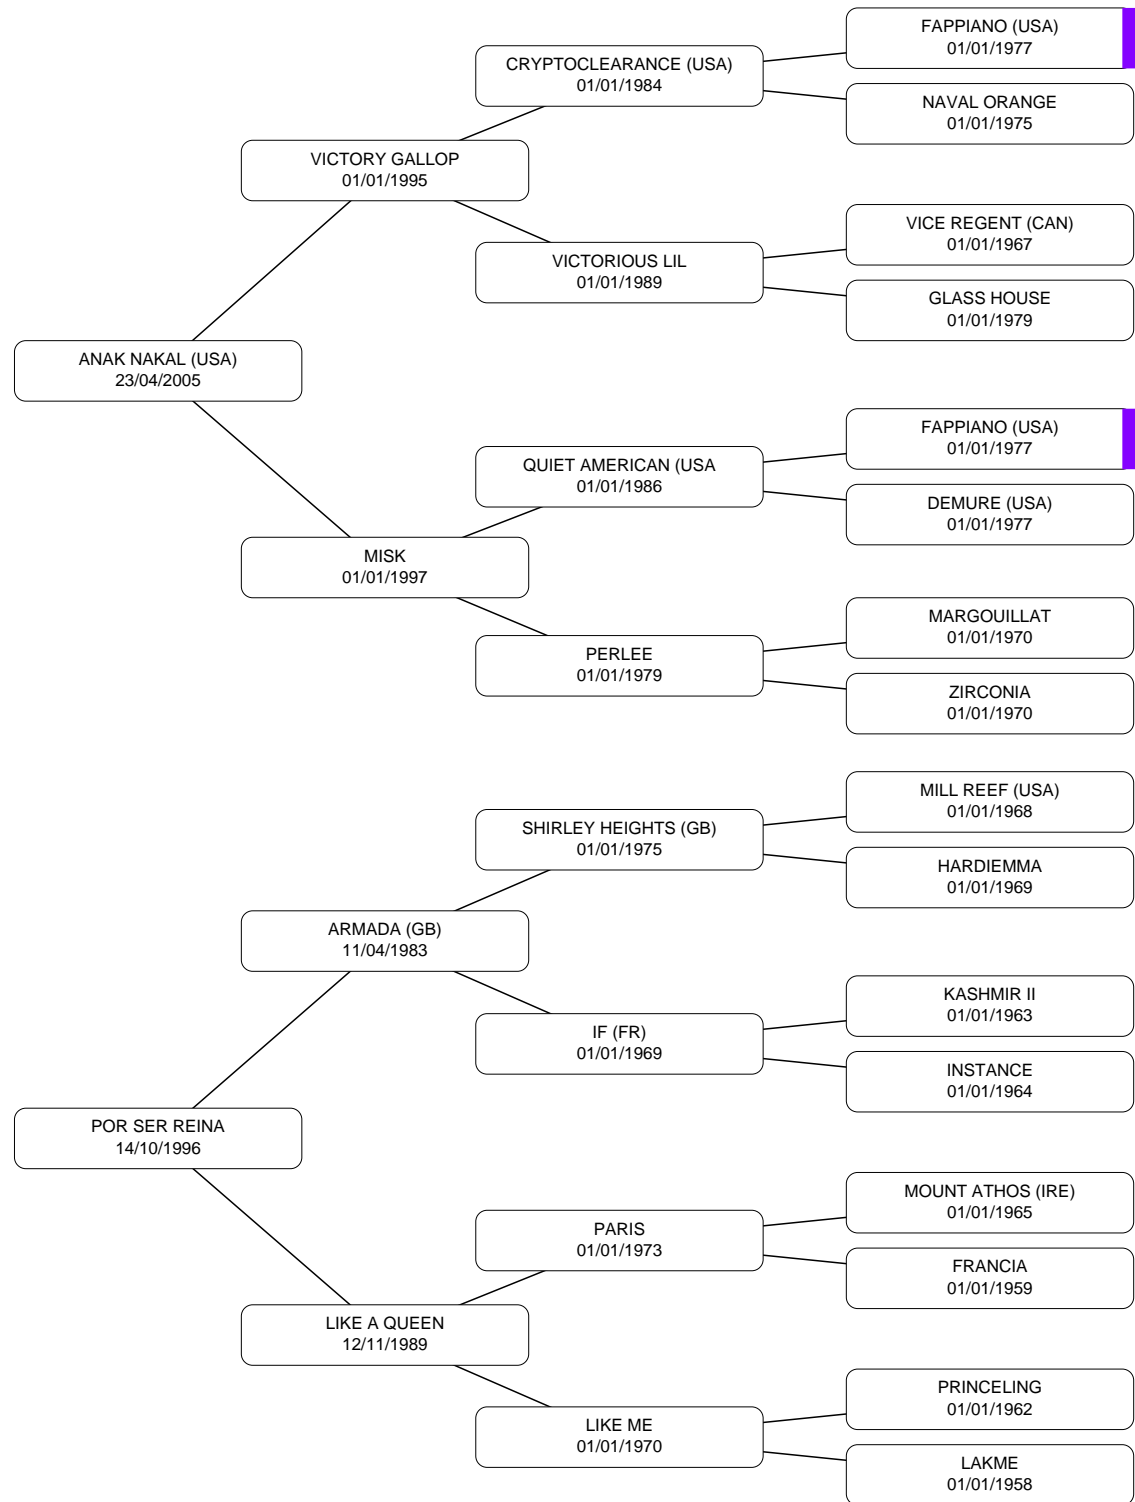 FAPPIANO (USA)
01/01/1977
CRYPTOCLEARANCE (USA)
01/01/1984
NAVAL ORANGE
01/01/1975
VICTORY GALLOP
01/01/1995
VICE REGENT (CAN)
01/01/1967
VICTORIOUS LIL
01/01/1989
GLASS HOUSE
01/01/1979
ANAK NAKAL (USA)
23/04/2005
FAPPIANO (USA)
01/01/1977
QUIET AMERICAN (USA
01/01/1986
DEMURE (USA)
01/01/1977
MISK
01/01/1997
MARGOUILLAT
01/01/1970
PERLEE
01/01/1979
ZIRCONIA
01/01/1970
MILL REEF (USA)
01/01/1968
SHIRLEY HEIGHTS (GB)
01/01/1975
HARDIEMMA
01/01/1969
ARMADA (GB)
11/04/1983
KASHMIR II
01/01/1963
IF (FR)
01/01/1969
INSTANCE
01/01/1964
POR SER REINA
14/10/1996
MOUNT ATHOS (IRE)
01/01/1965
PARIS
01/01/1973
FRANCIA
01/01/1959
LIKE A QUEEN
12/11/1989
PRINCELING
01/01/1962
LIKE ME
01/01/1970
LAKME
01/01/1958